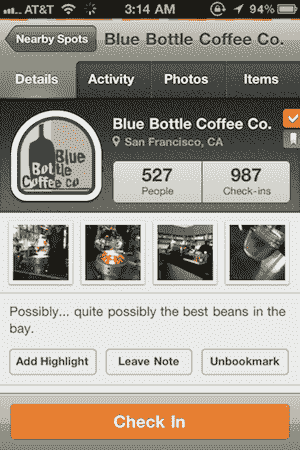 AT&T 3:14 AM 94%
Nearby Spots Blue Bottle Coffee Co.
Details Activity Photos Items
Blue Bottle Coffee Co.
San Francisco, CA
527 987
People Check-ins
Blue
Bottle
Coffee Co
Possibly... quite possibly the best beans in the
bay.
Add Highlight Leave Note Unbookmark
Check In